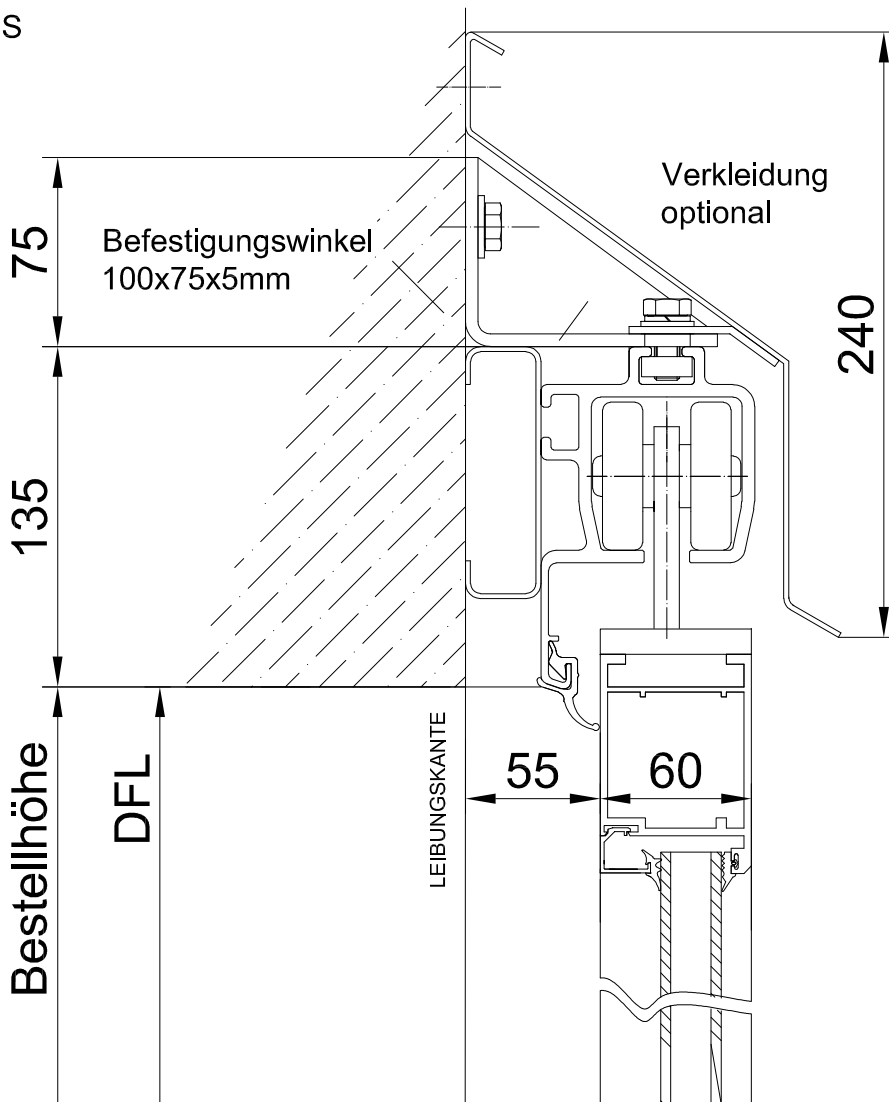 S
Verkleidung
optional
75
Befestigungswinkel
100x75x5mm
240
135
Bestellhöhe
DFL
LEIBUNGSKANTE
55
60